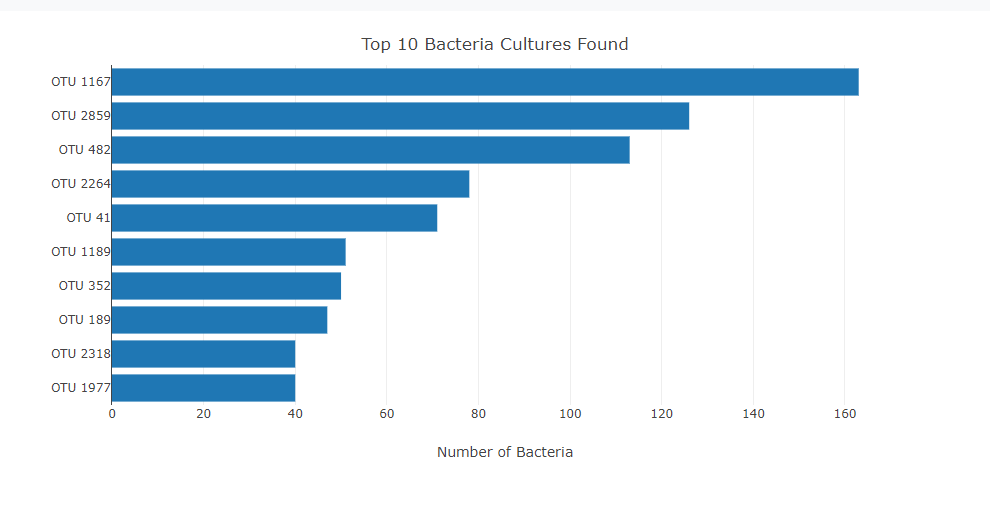 Top 10 Bacteria Cultures Found
OTU 1167
OTU 2859
OTU 482
OTU 2264
OTU 41
OTU 1189
OTU 352
OTU 189
OTU 2318
OTU 1977
0 20 40 60 80 100 120 140 160
Number of Bacteria